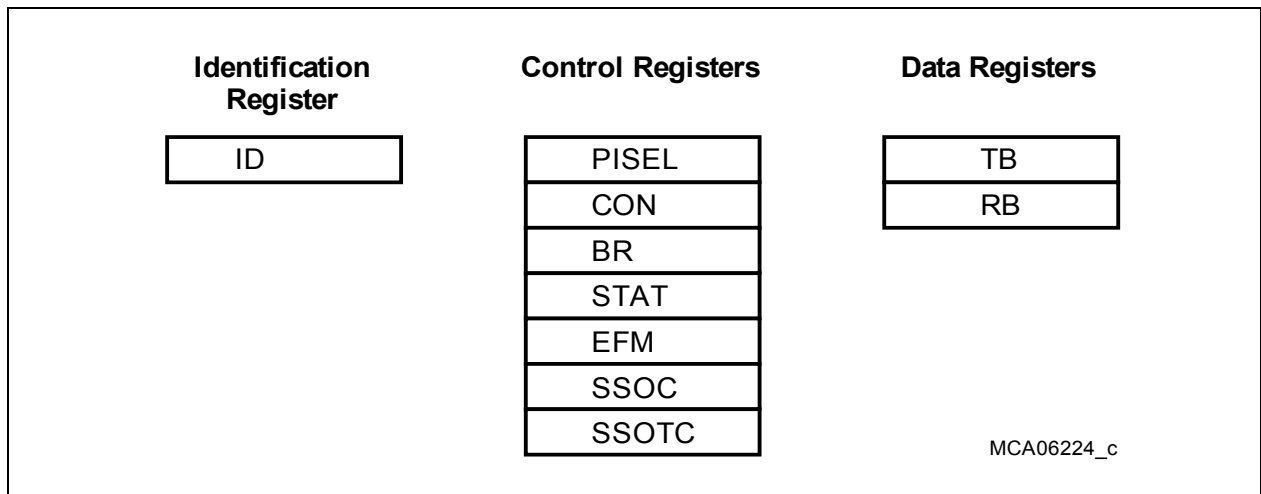 Identification
Register
ID
Control Registers
PISEL
CON
BR
STAT
EFM
SSOC
SSOTC
Data Registers
TB
RB
MCA06224_c